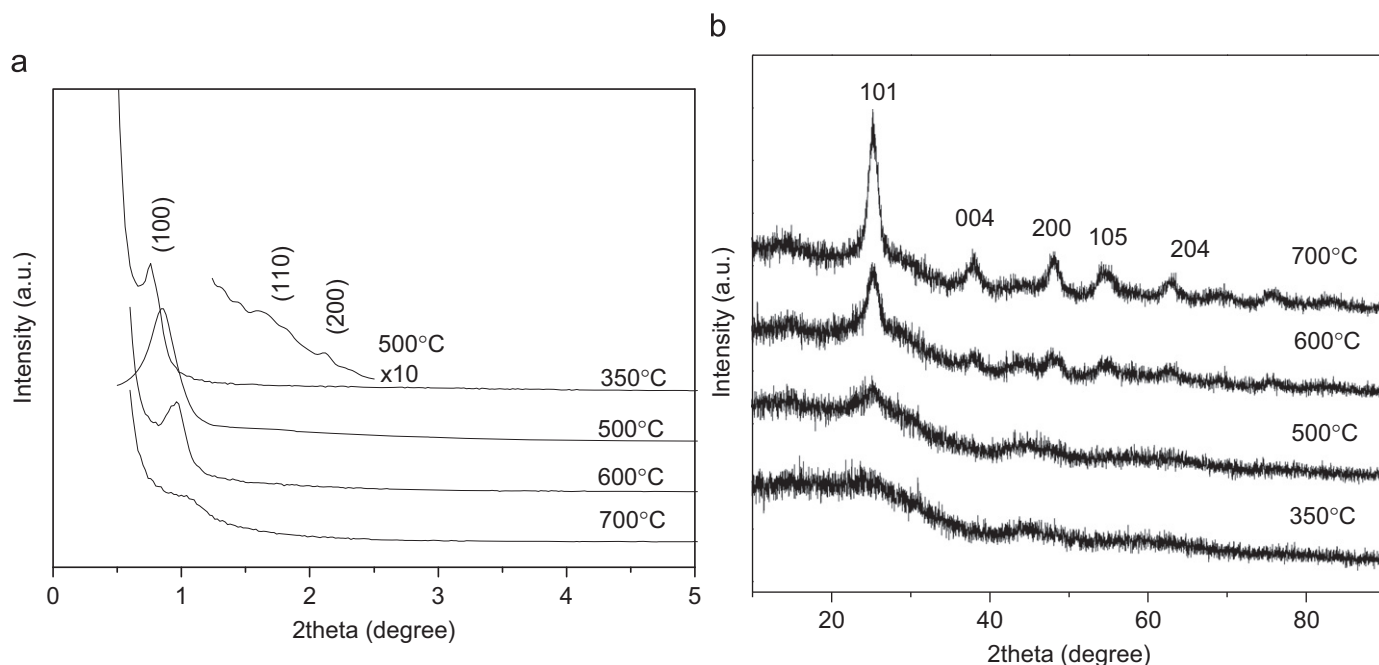 a
Intensity (a.u.)
(100)
(110)
(200)
500°C
x10
350°C
500°C
600°C
700°C
0 1 2 3 4 5
2theta (degree)
b
Intensity (a.u.)
101
004
200
105
204
700°C
600°C
500°C
350°C
20 40 60 80
2theta (degree)